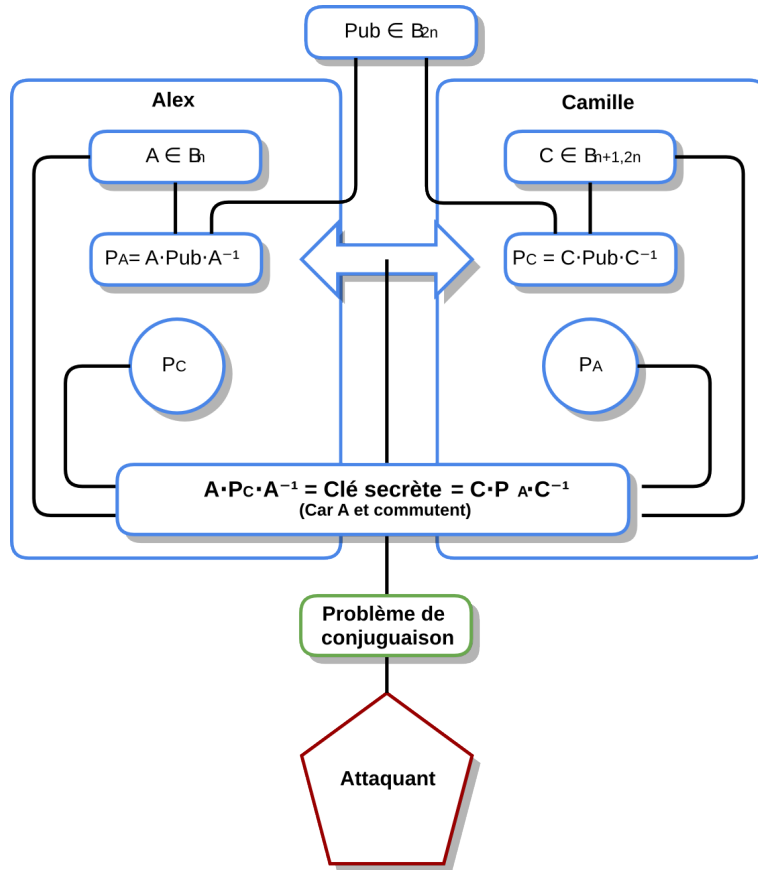 Pub ∈ B2n
Alex
Camille
A ∈ Bn
C ∈ Bn+1,2n
PA= A·Pub·A⁻¹
PC = C·Pub·C⁻¹
PC
PA
A·PC·A⁻¹ = Clé secrète = C·P A·C⁻¹
(Car A et commutent)
Problème de
conjuguaison
Attaquant